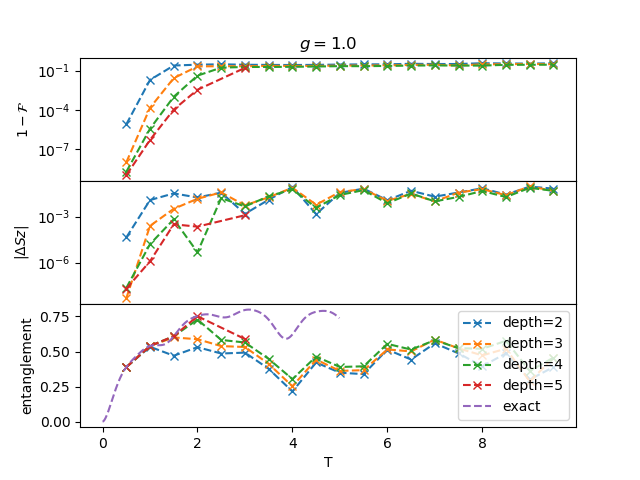 g = 1.0
1 − ℱ
10⁻¹
10⁻⁴
10⁻⁷
|ΔSz|
10⁻³
10⁻⁶
entanglement
0.75
0.50
0.25
0.00
depth=2
depth=3
depth=4
depth=5
exact
0 2 4 6 8
T